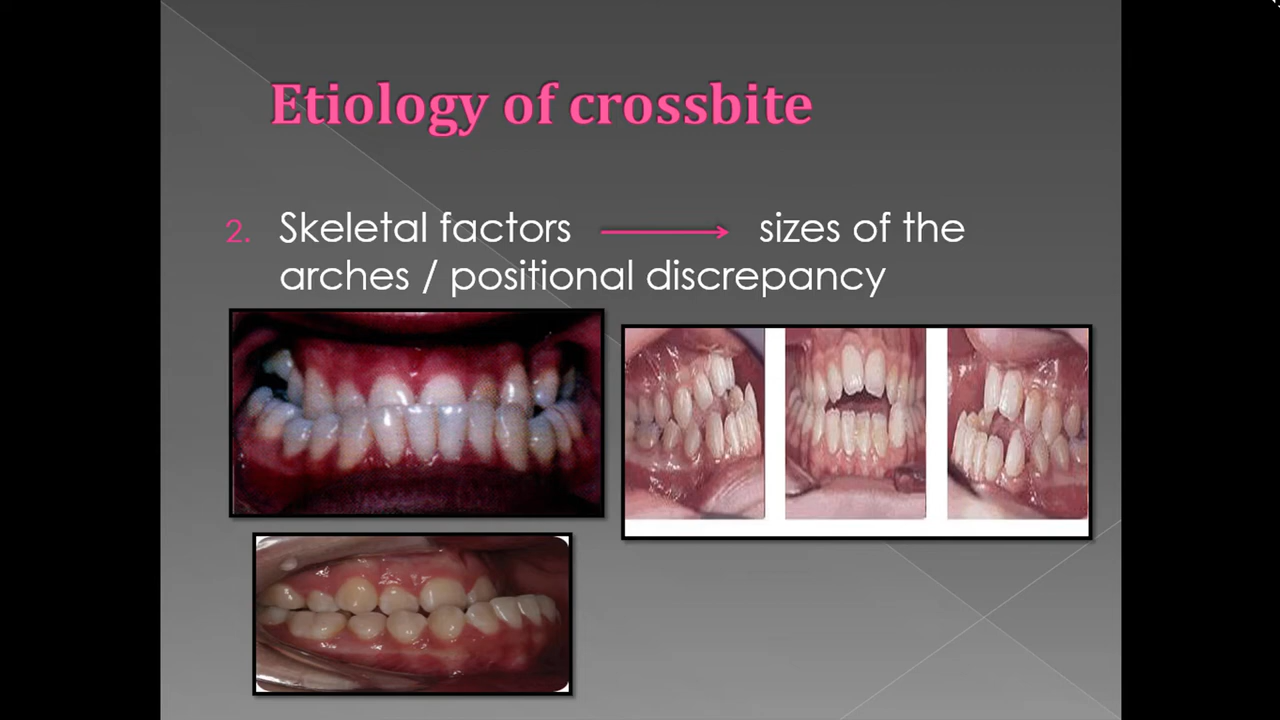 Etiology of crossbite
2. Skeletal factors sizes of the
arches / positional discrepancy